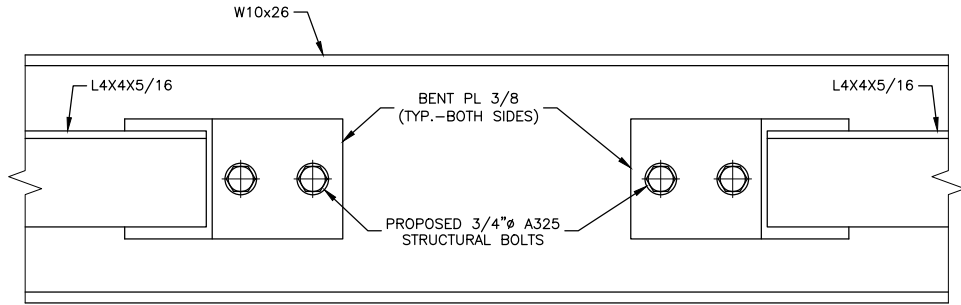 W10x26
L4X4X5/16
BENT PL 3/8
(TYP.-BOTH SIDES)
L4X4X5/16
PROPOSED 3/4"ø A325
STRUCTURAL BOLTS